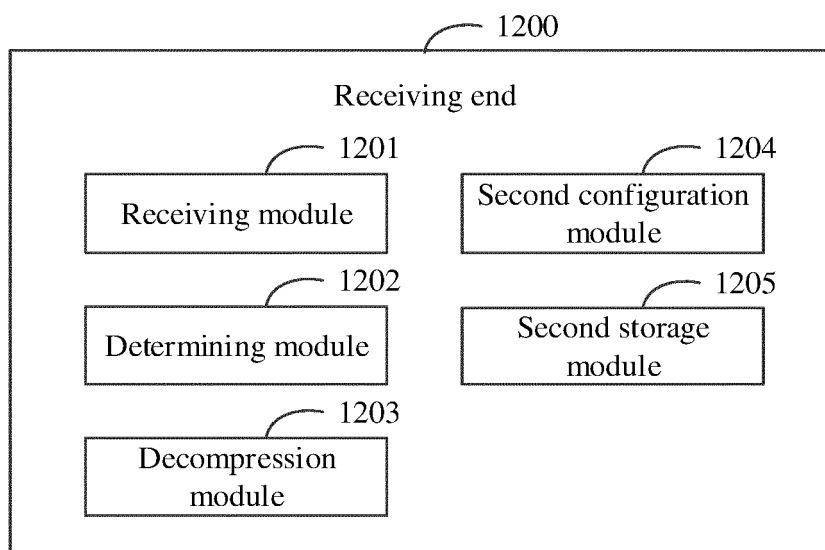 1200
Receiving end
1201
Receiving module
1202
Determining module
1203
Decompression
module
1204
Second configuration
module
1205
Second storage
module